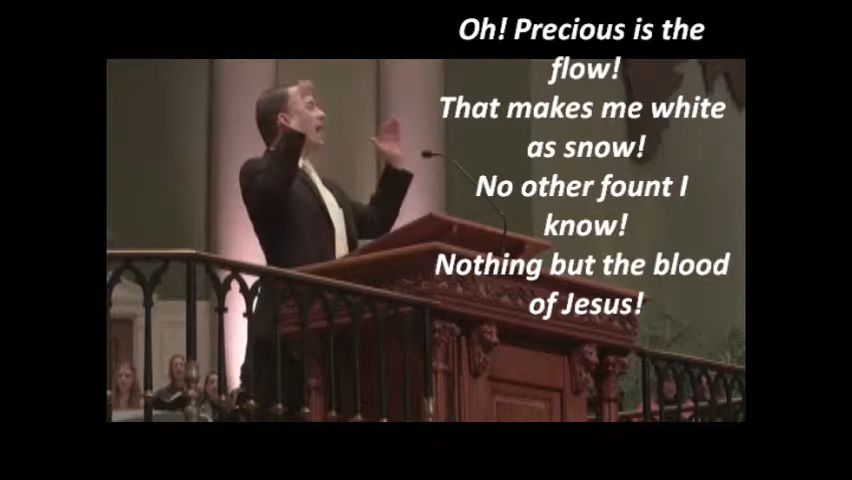 Oh! Precious is the
flow!
That makes me white
as snow!
No other fount I
know!
Nothing but the blood
of Jesus!